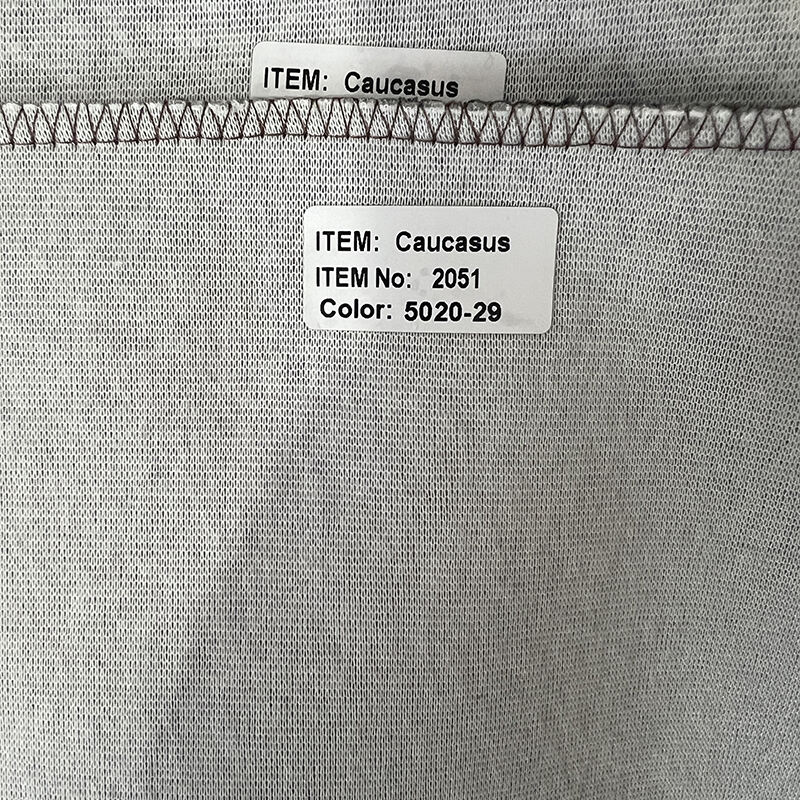 ITEM: Caucasus
ITEM: Caucasus
ITEM No: 2051
Color: 5020-29